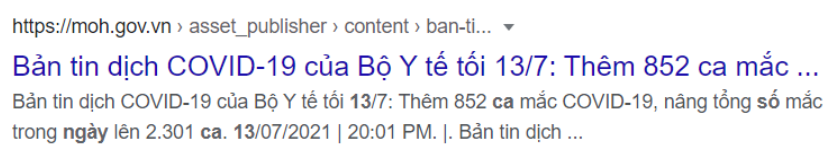 https://moh.gov.vn › asset_publisher › content › ban-ti...
Bản tin dịch COVID-19 của Bộ Y tế tối 13/7: Thêm 852 ca mắc ...
Bản tin dịch COVID-19 của Bộ Y tế tối 13/7: Thêm 852 ca mắc COVID-19, nâng tổng số mắc
trong ngày lên 2.301 ca. 13/07/2021 | 20:01 PM. |. Bản tin dịch ...